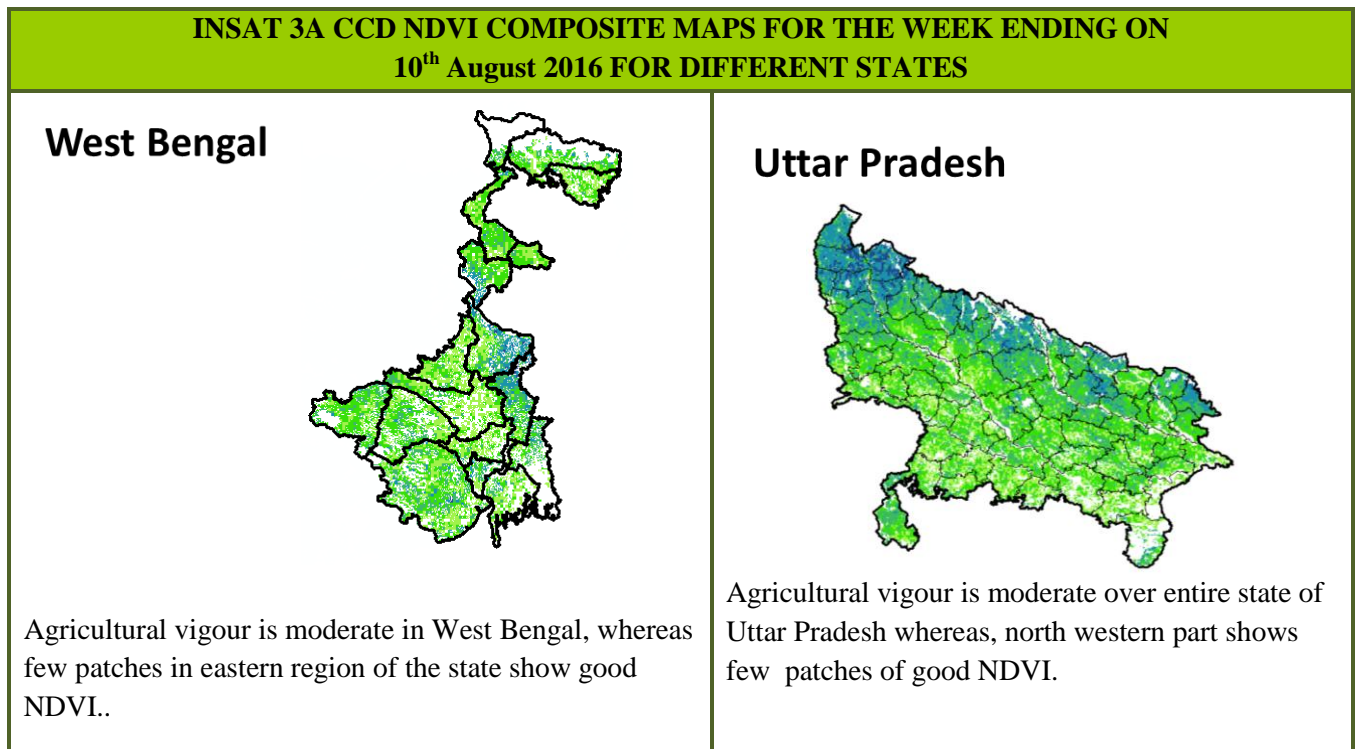 INSAT 3A CCD NDVI COMPOSITE MAPS FOR THE WEEK ENDING ON
10th August 2016 FOR DIFFERENT STATES
West Bengal
Agricultural vigour is moderate in West Bengal, whereas
few patches in eastern region of the state show good
NDVI..
Uttar Pradesh
Agricultural vigour is moderate over entire state of
Uttar Pradesh whereas, north western part shows
few patches of good NDVI.